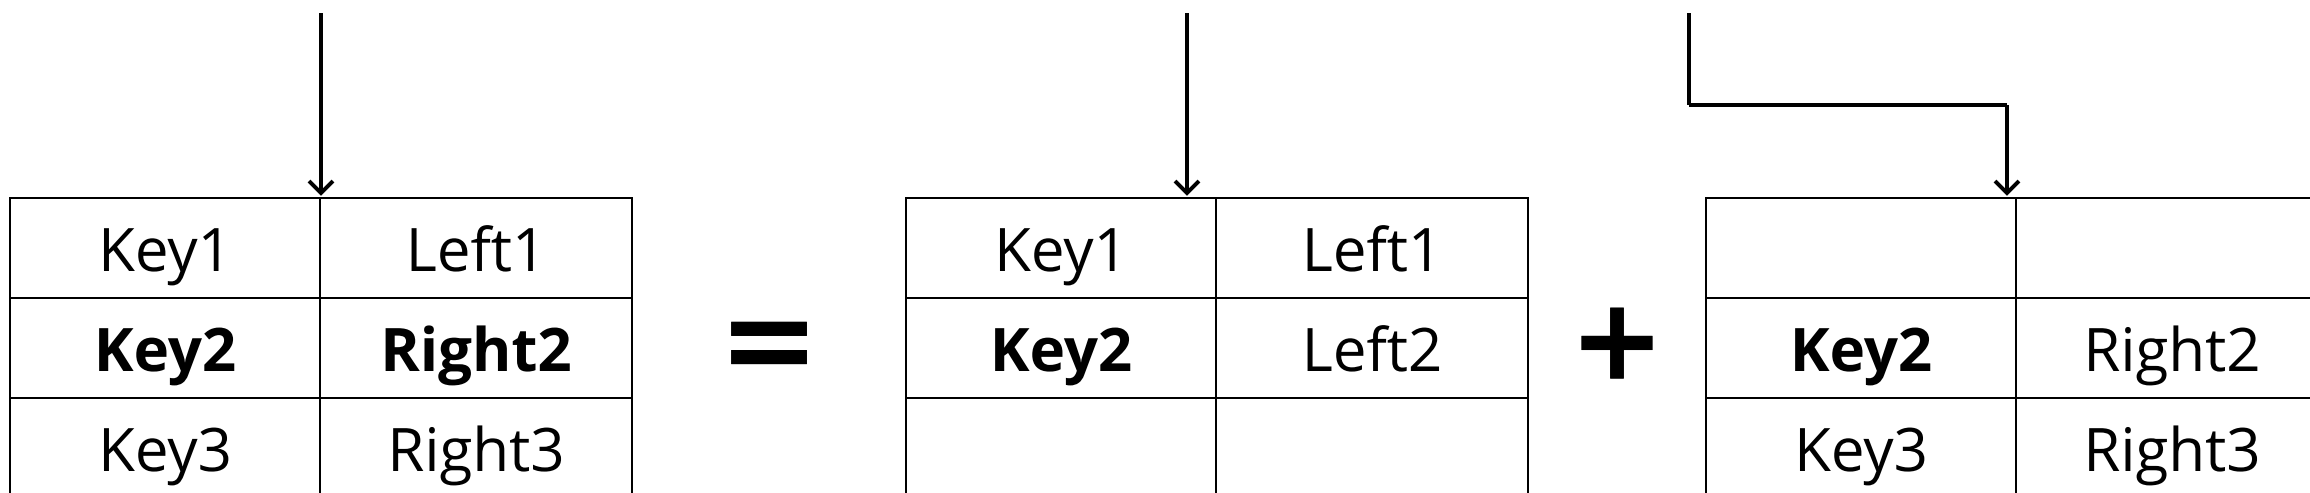 Key1 Left1 Key1 Left1
Key2 Right2 = Key2 Left2 + Key2 Right2
Key3 Right3 Key3 Right3